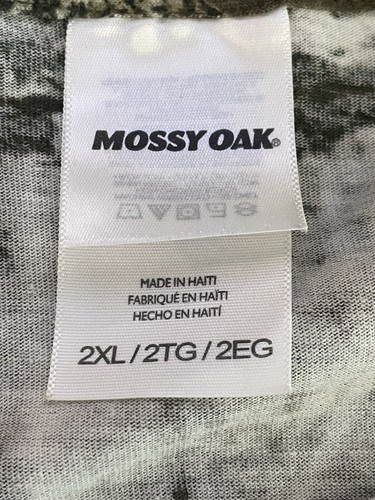 MOSSY OAK®
MADE IN HAITI
FABRIQUÉ EN HAÏTI
HECHO EN HAITÍ
2XL / 2TG / 2EG